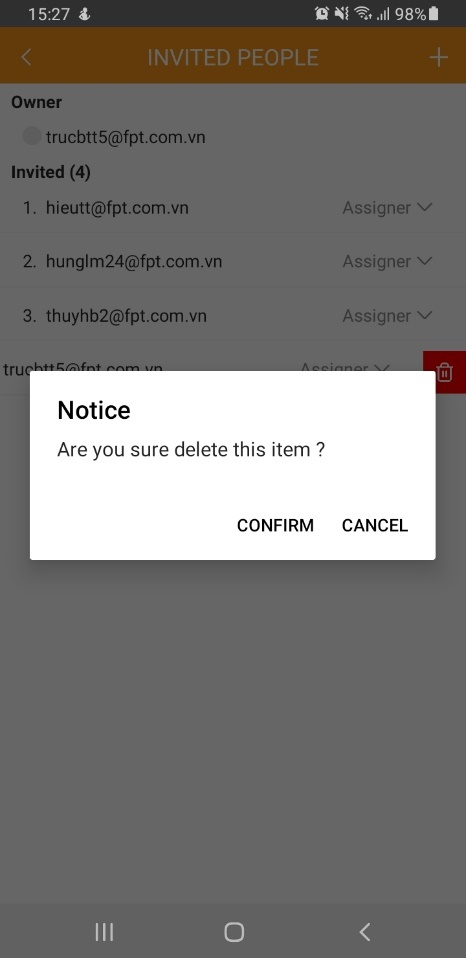 15:27 98%
INVITED PEOPLE
Owner
trucbtt5@fpt.com.vn
Invited (4)
1. hieutt@fpt.com.vn Assigner
2. hunglm24@fpt.com.vn Assigner
3. thuyhb2@fpt.com.vn Assigner
trucbtt5@fpt.com.vn Assigner
Notice
Are you sure delete this item ?
CONFIRM CANCEL